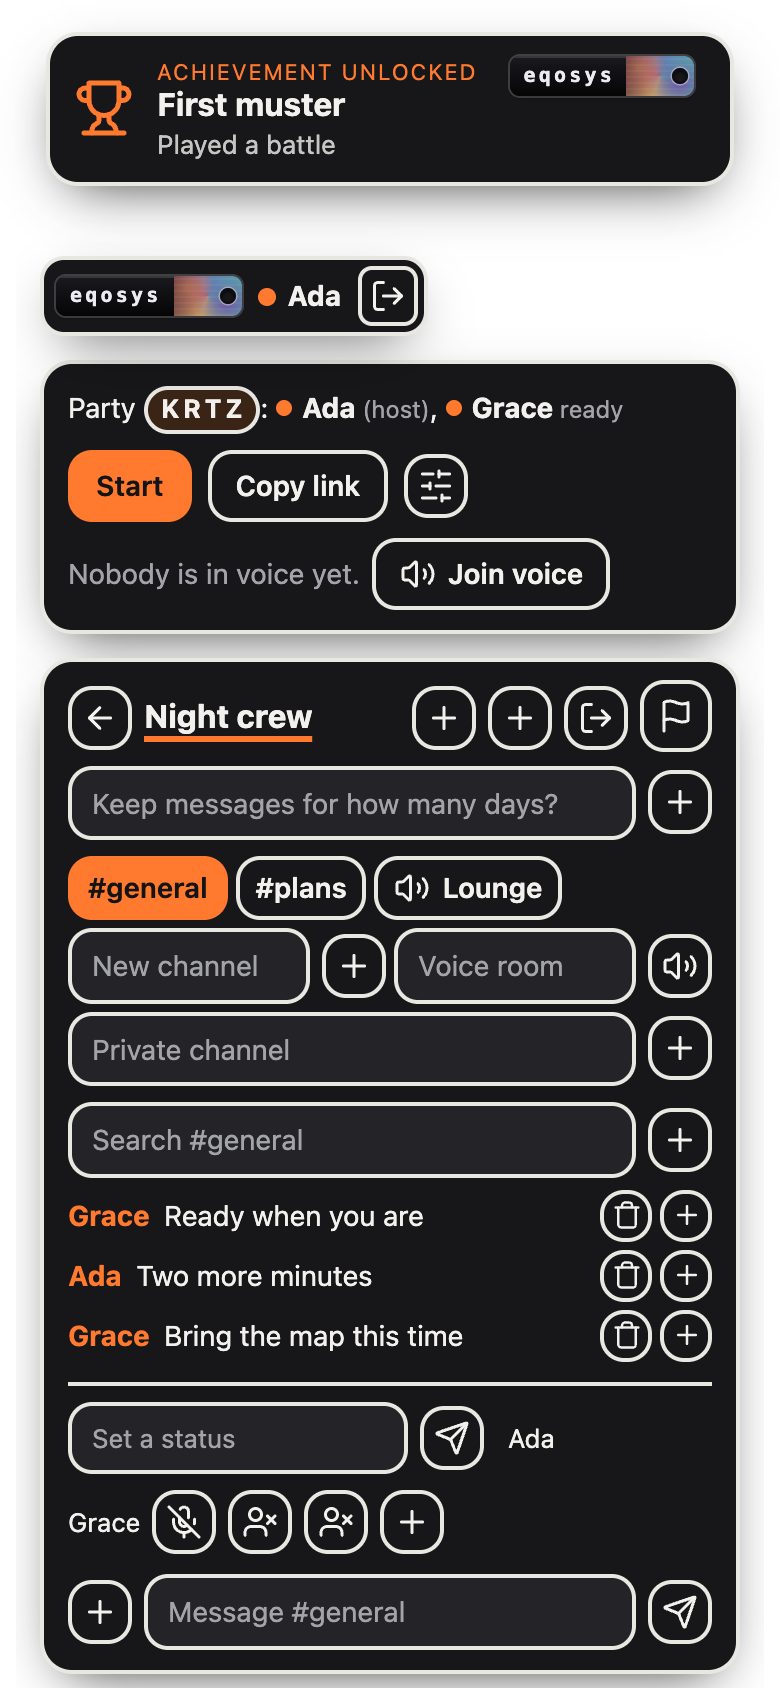 ACHIEVEMENT UNLOCKED
eqosys
First muster
Played a battle
eqosys Ada
Party KRTZ: Ada (host), Grace ready
Start Copy link
Nobody is in voice yet. Join voice
Night crew
Keep messages for how many days?
#general #plans Lounge
New channel Voice room
Private channel
Search #general
Grace Ready when you are
Ada Two more minutes
Grace Bring the map this time
Set a status Ada
Grace
Message #general